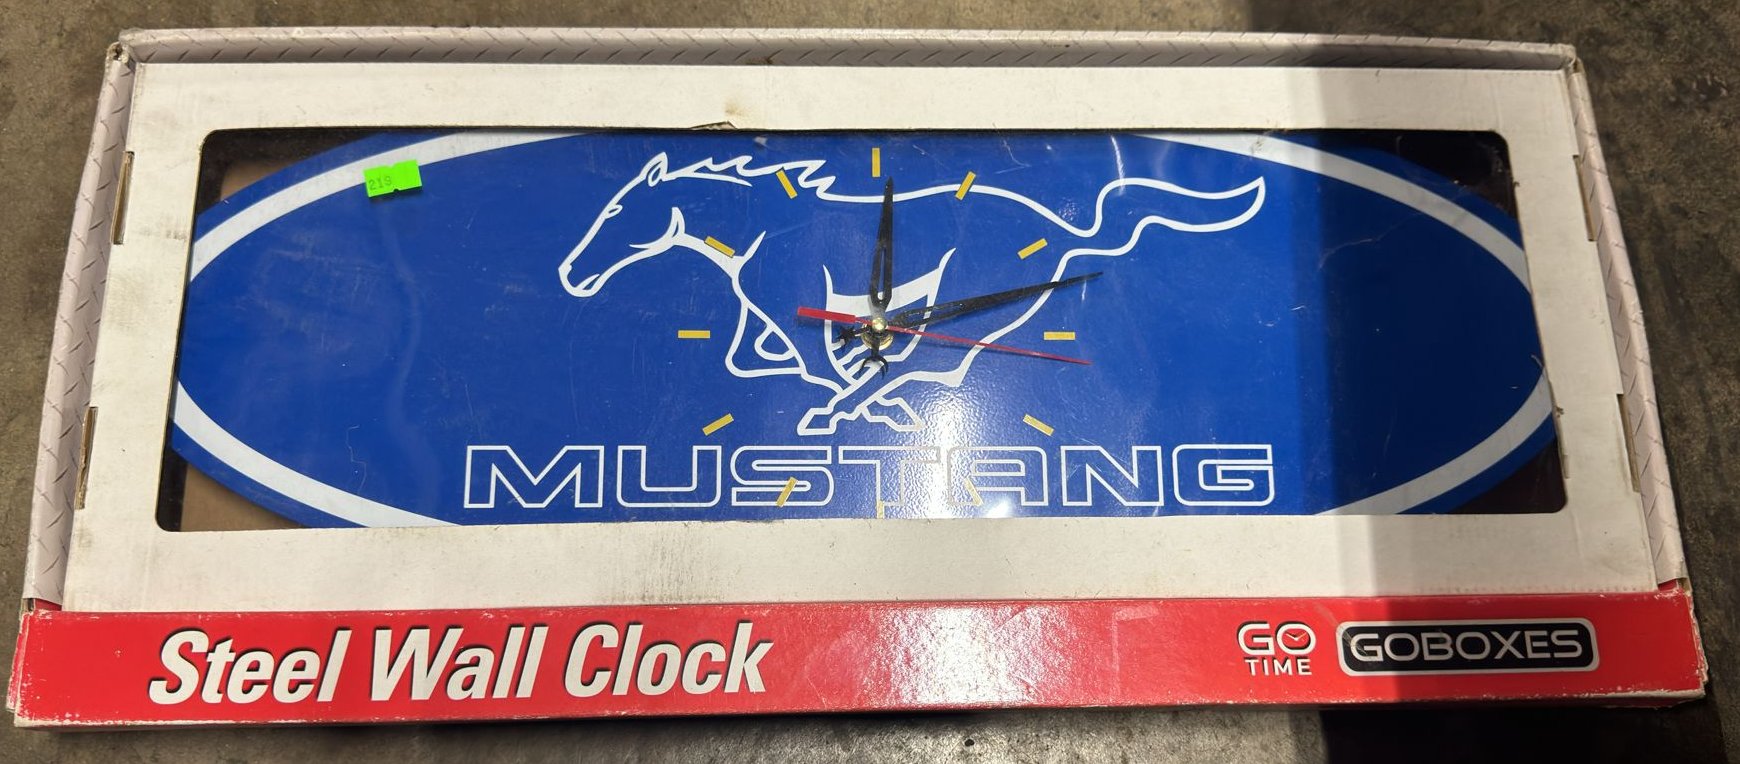 219
MUSTANG
Steel Wall Clock
GO
TIME
GOBOXES